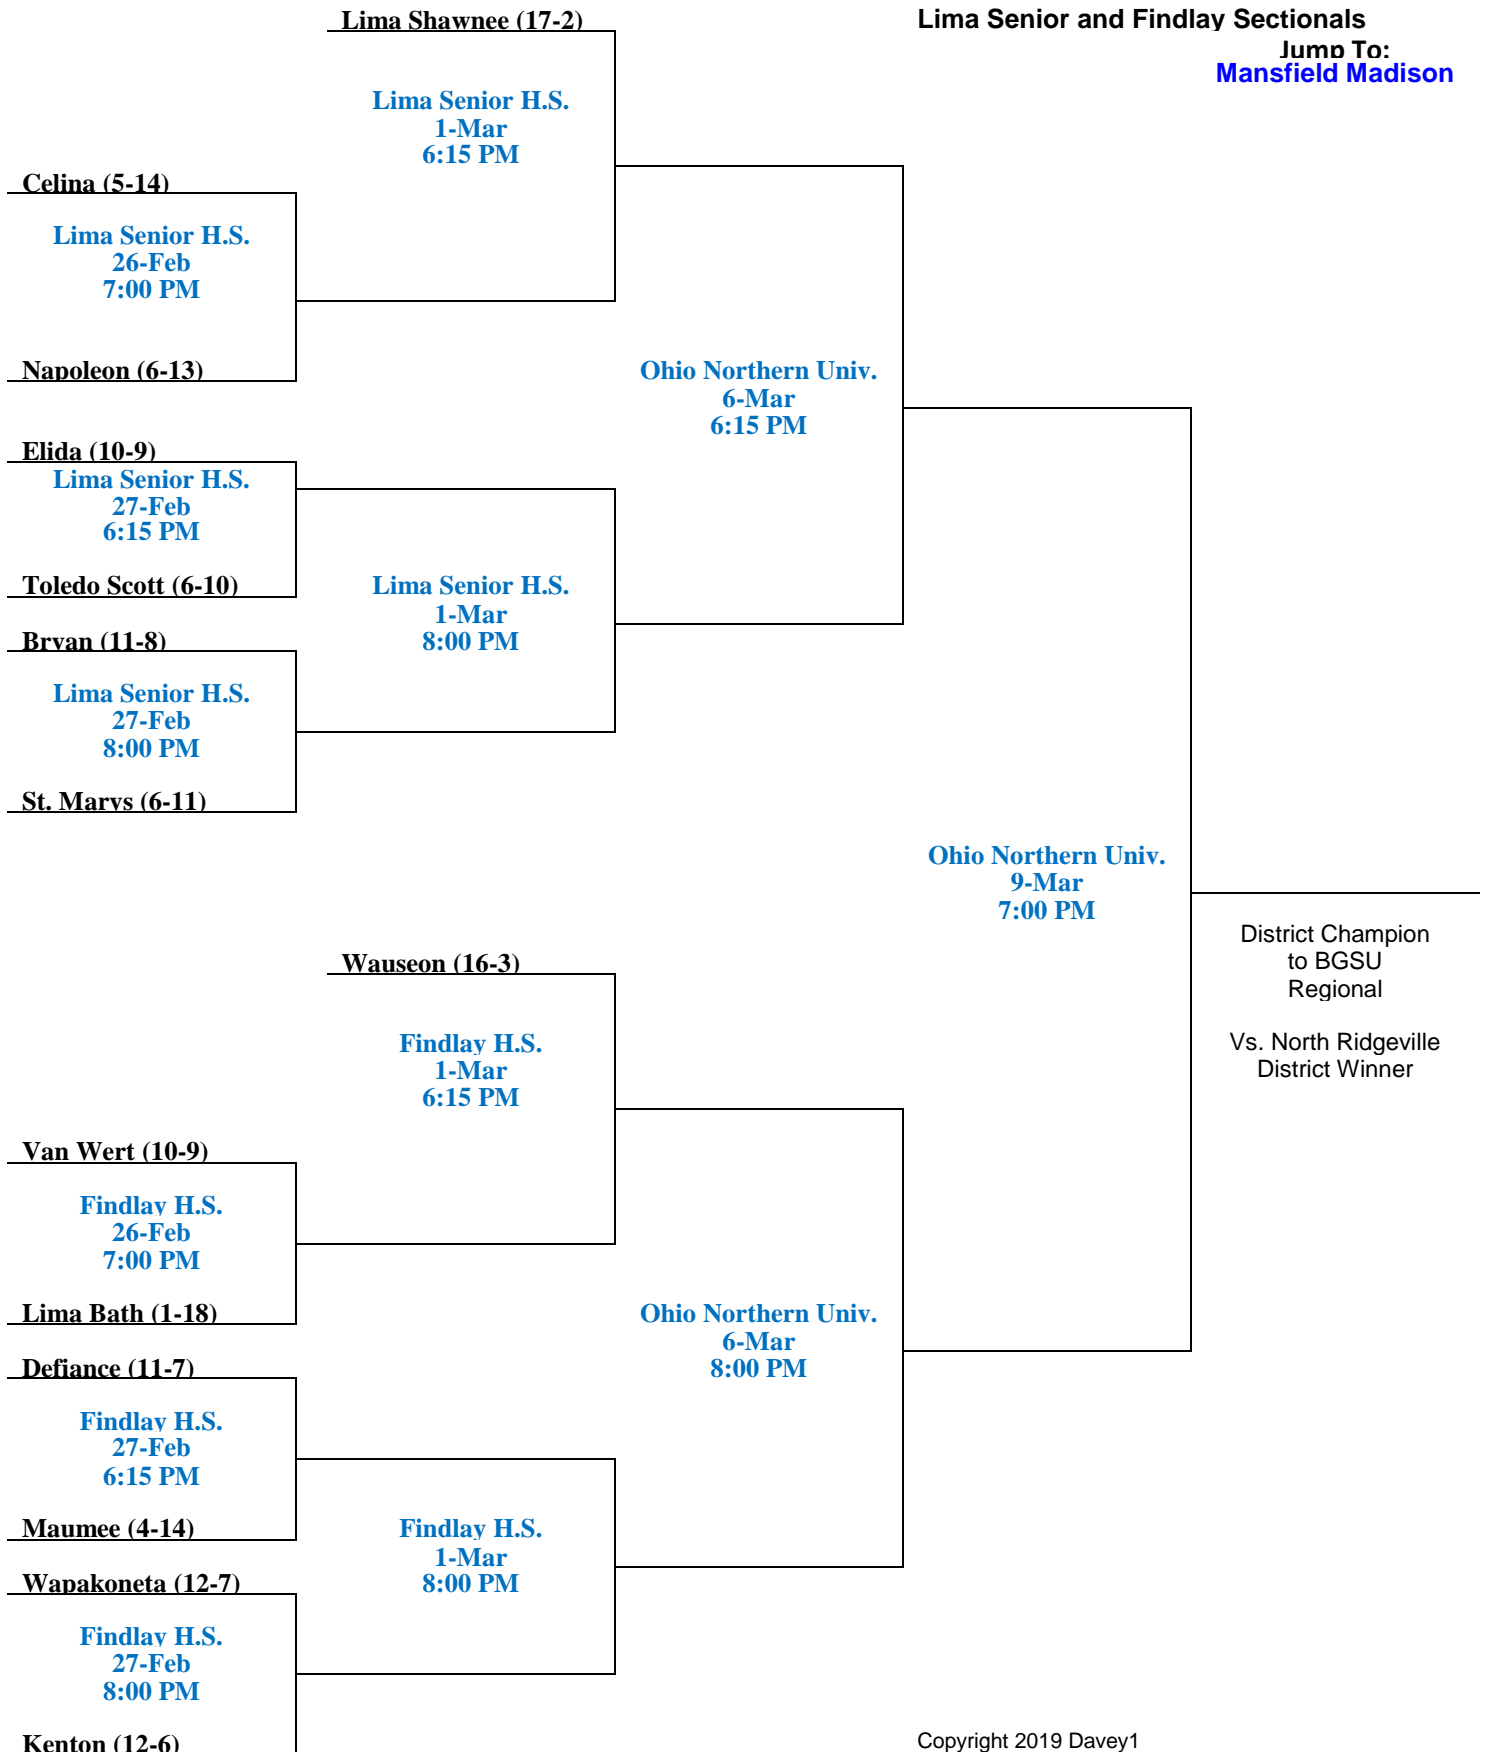 Lima Shawnee (17-2)
Lima Senior and Findlay Sectionals
Jump To:
Mansfield Madison
Lima Senior H.S.
1-Mar
6:15 PM
Celina (5-14)
Lima Senior H.S.
26-Feb
7:00 PM
Napoleon (6-13)
Ohio Northern Univ.
6-Mar
6:15 PM
Elida (10-9)
Lima Senior H.S.
27-Feb
6:15 PM
Toledo Scott (6-10)
Lima Senior H.S.
1-Mar
8:00 PM
Bryan (11-8)
Lima Senior H.S.
27-Feb
8:00 PM
St. Marys (6-11)
Ohio Northern Univ.
9-Mar
7:00 PM
District Champion
to BGSU
Regional
Vs. North Ridgeville
District Winner
Wauseon (16-3)
Findlay H.S.
1-Mar
6:15 PM
Van Wert (10-9)
Findlay H.S.
26-Feb
7:00 PM
Lima Bath (1-18)
Ohio Northern Univ.
6-Mar
8:00 PM
Defiance (11-7)
Findlay H.S.
27-Feb
6:15 PM
Maumee (4-14)
Findlay H.S.
1-Mar
8:00 PM
Wapakoneta (12-7)
Findlay H.S.
27-Feb
8:00 PM
Kenton (12-6)
Copyright 2019 Davey1